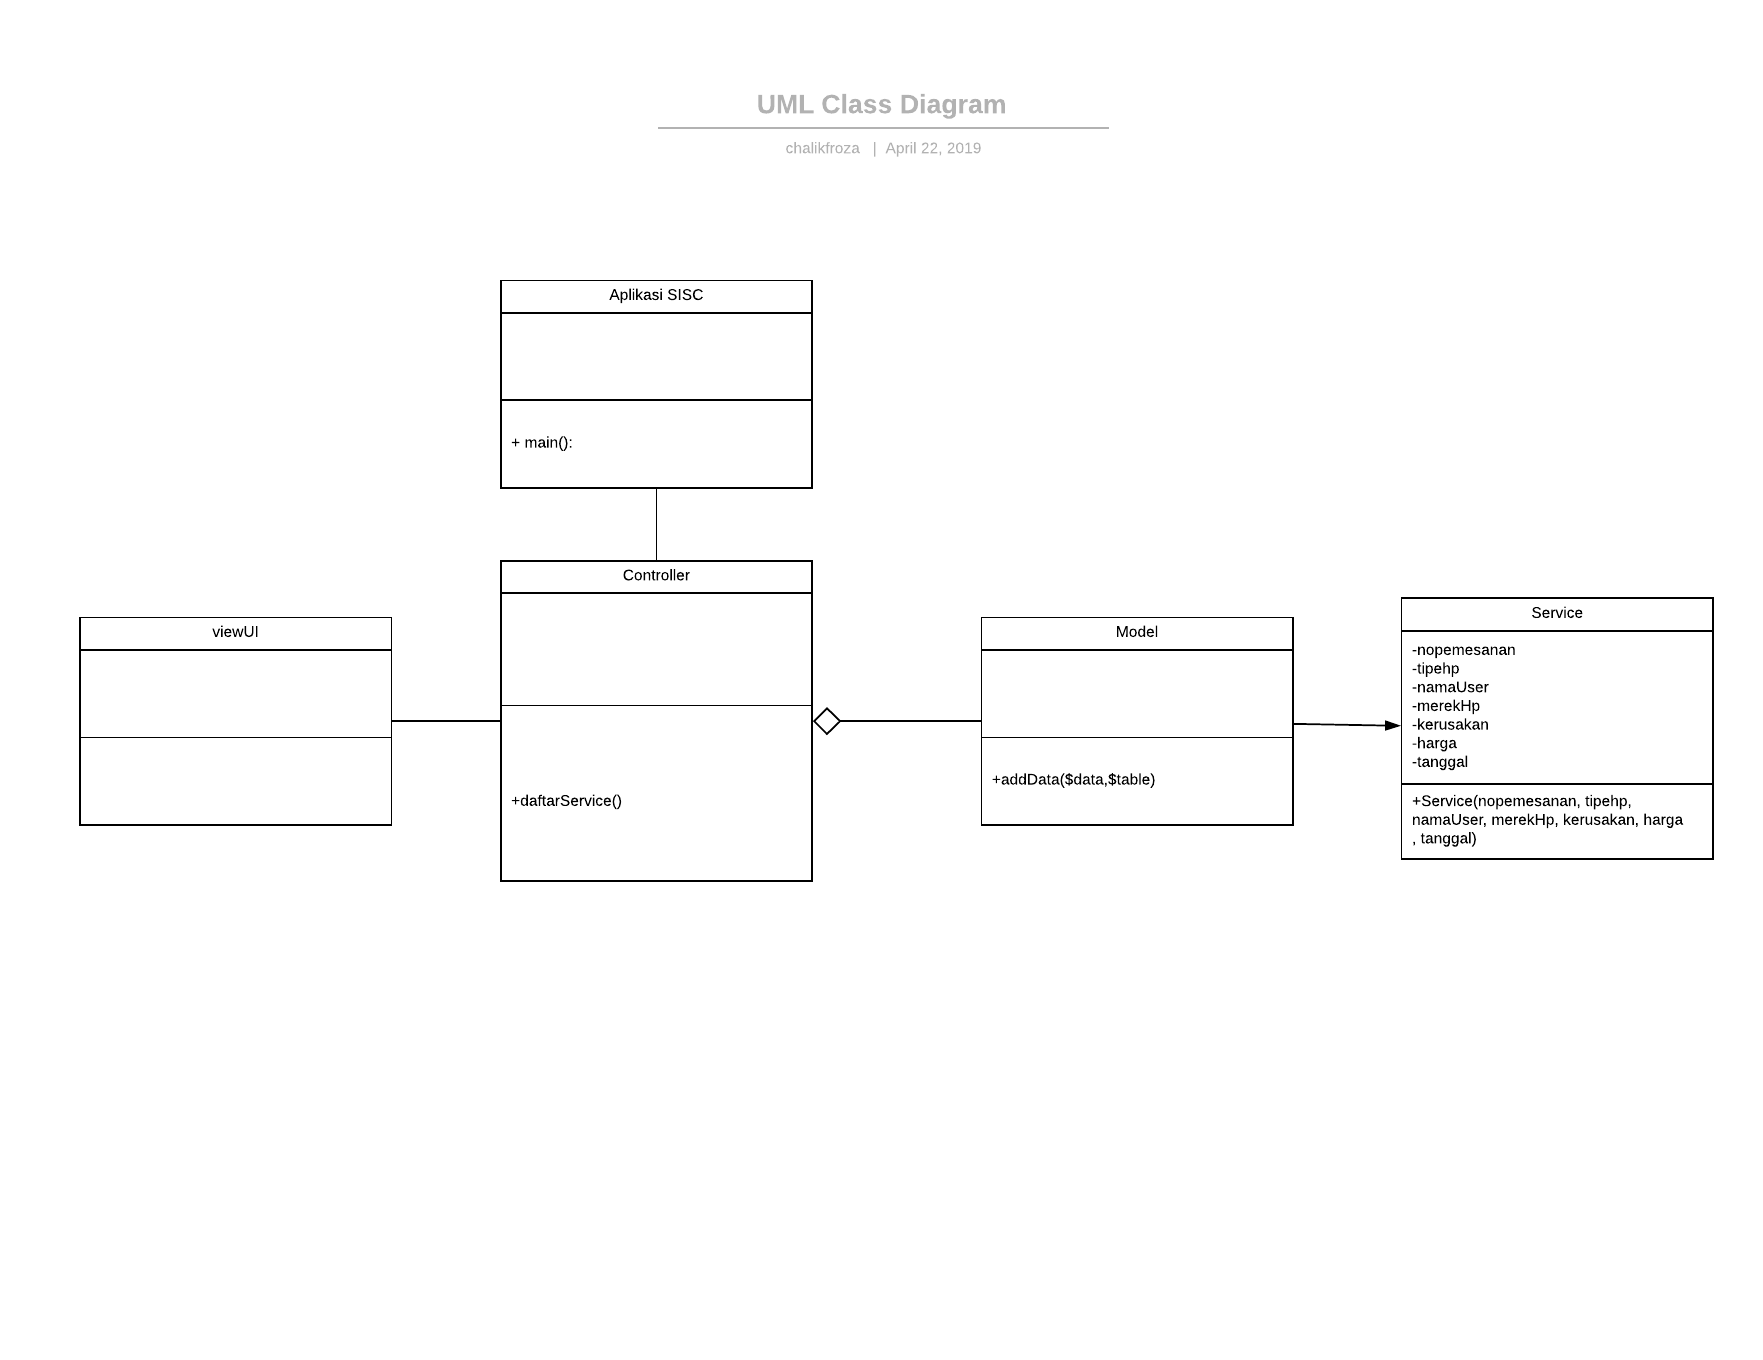 UML Class Diagram
chalikfroza | April 22, 2019
Aplikasi SISC
+ main():
Controller
+daftarService()
viewUI
Model
+addData($data,$table)
Service
-nopemesanan
-tipehp
-namaUser
-merekHp
-kerusakan
-harga
-tanggal
+Service(nopemesanan, tipehp,
namaUser, merekHp, kerusakan, harga
, tanggal)